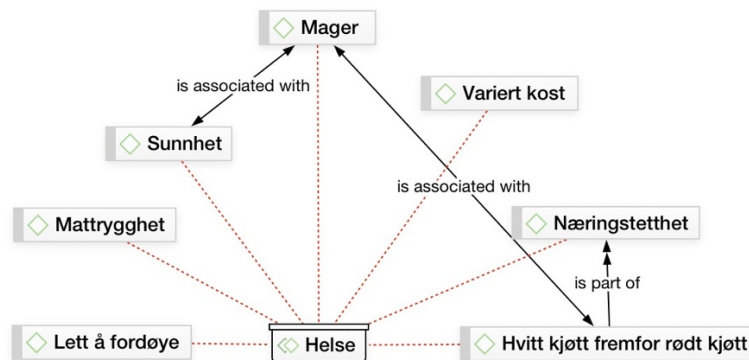 Mager
is associated with
Variert kost
Sunnhet
is associated with
Mattrygghet
Næringstetthet
is part of
Lett å fordøye
Helse
Hvitt kjøtt fremfor rødt kjøtt